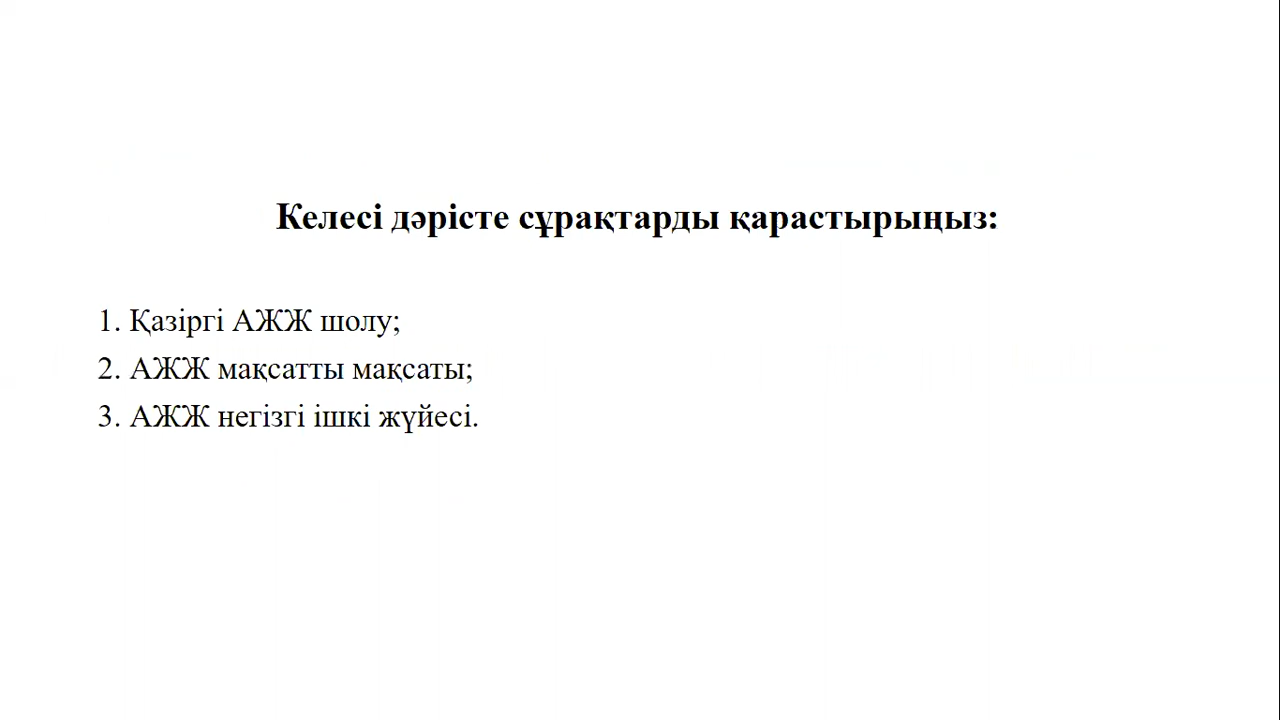 Келесі дәрісте сұрақтарды қарастырыңыз:
1. Қазіргі АЖЖ шолу;
2. АЖЖ мақсатты мақсаты;
3. АЖЖ негізгі ішкі жүйесі.